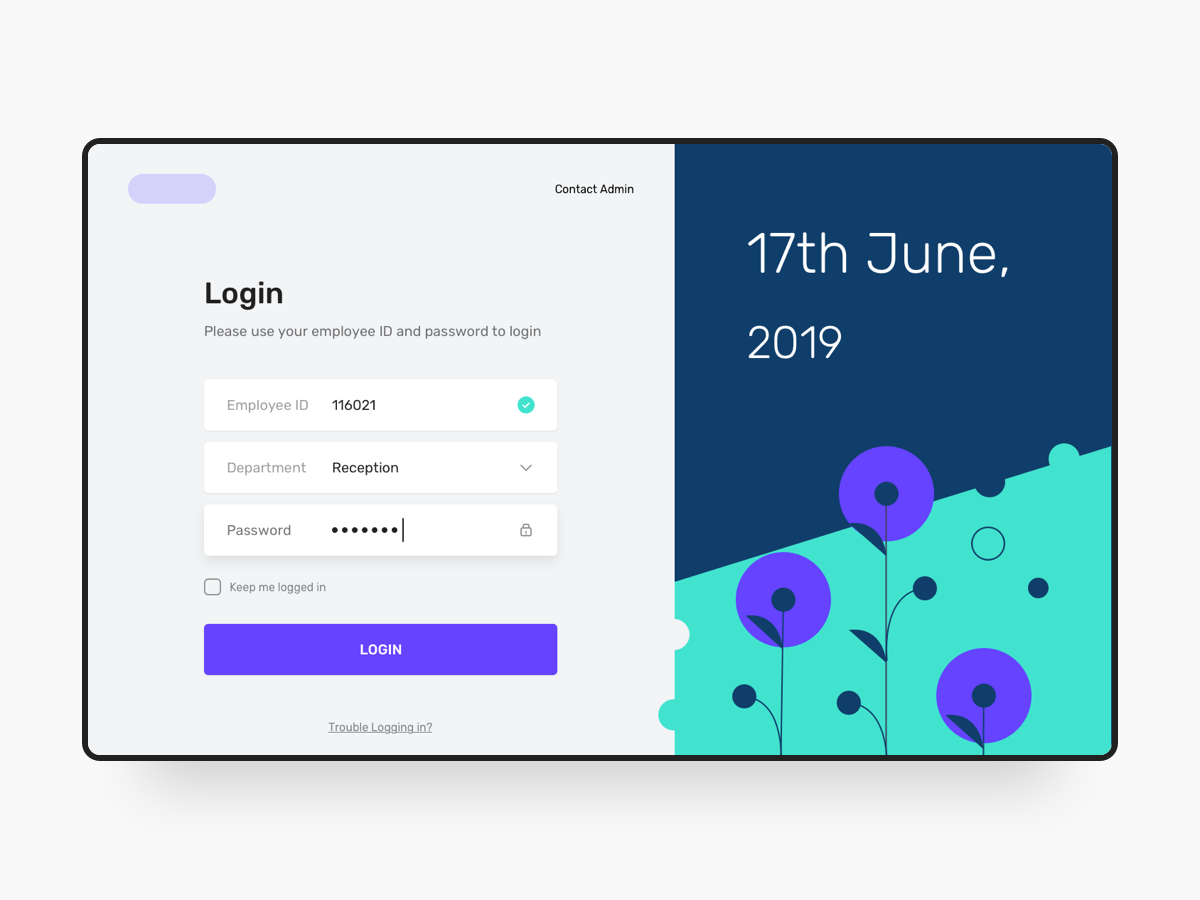 Contact Admin
Login
Please use your employee ID and password to login
Employee ID 116021
Department Reception
Password •••••••
Keep me logged in
LOGIN
Trouble Logging in?
17th June,
2019